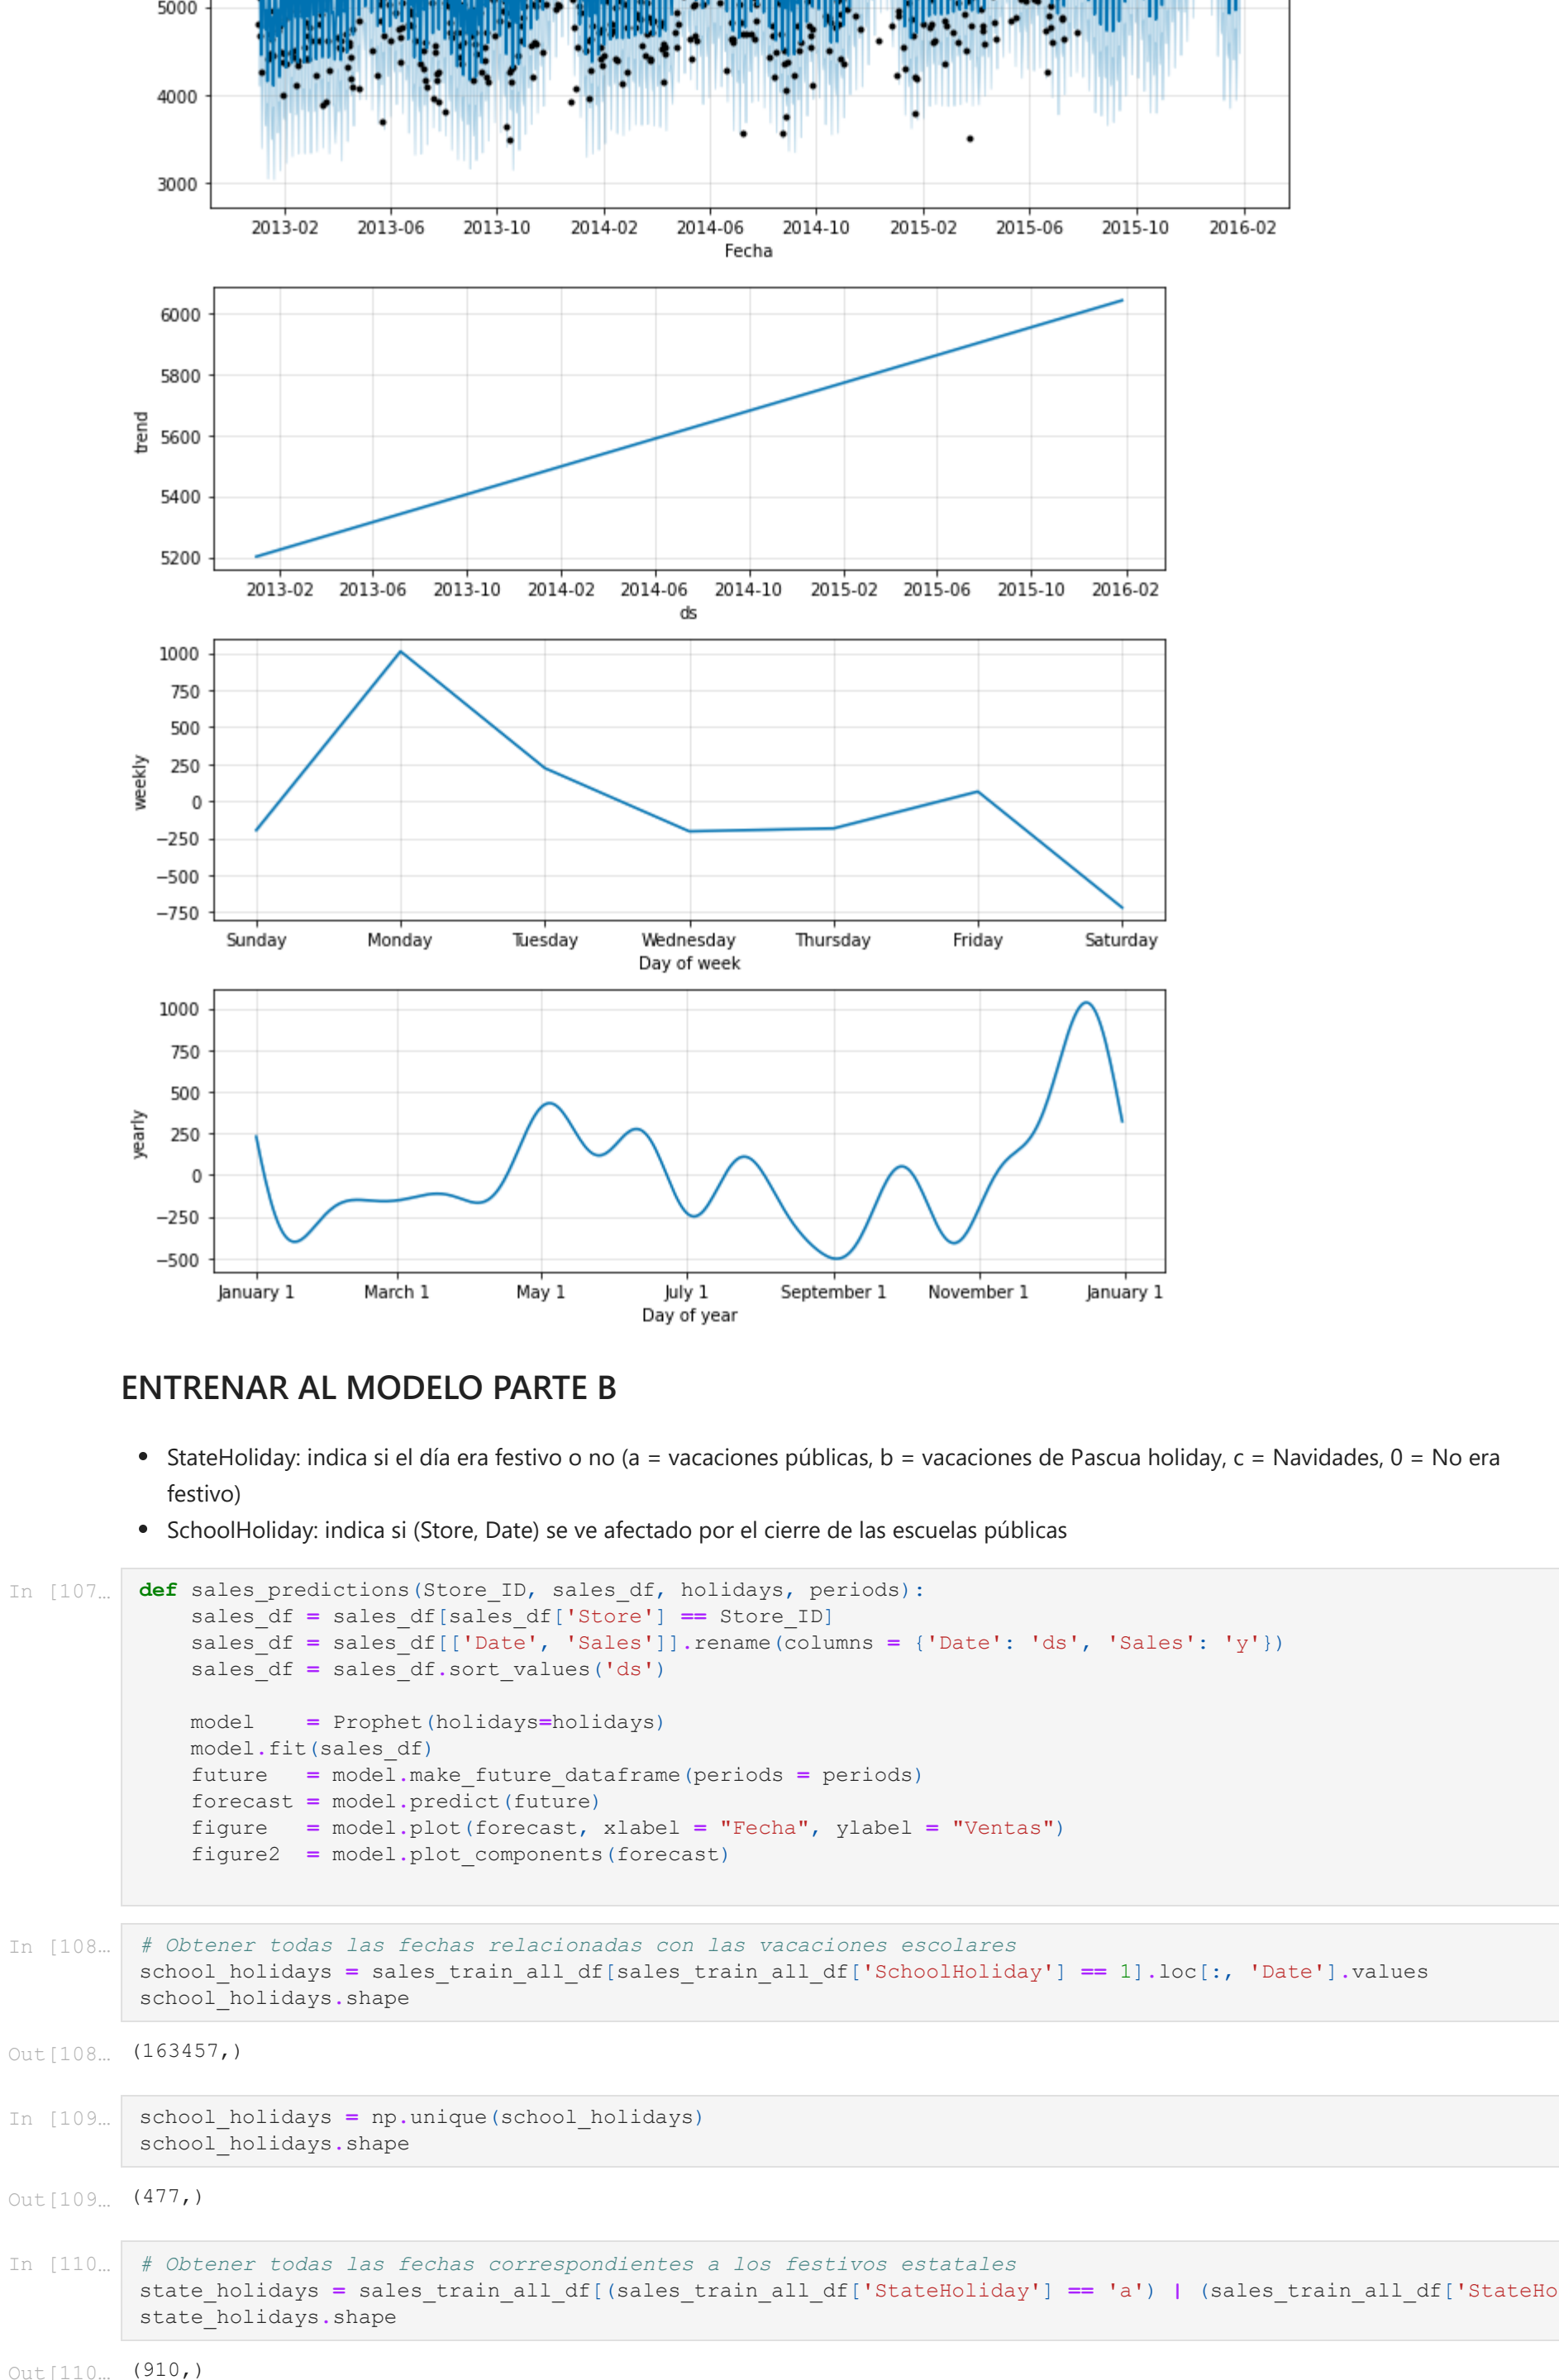 5000
4000
3000
2013-02 2013-06 2013-10 2014-02 2014-06 2014-10 2015-02 2015-06 2015-10 2016-02
Fecha
6000
5800
5600
5400
5200
trend
2013-02 2013-06 2013-10 2014-02 2014-06 2014-10 2015-02 2015-06 2015-10 2016-02
ds
1000
750
500
250
0
−250
−500
−750
weekly
Sunday Monday Tuesday Wednesday Thursday Friday Saturday
Day of week
1000
750
500
250
0
−250
−500
yearly
January 1 March 1 May 1 July 1 September 1 November 1 January 1
Day of year
ENTRENAR AL MODELO PARTE B
• StateHoliday: indica si el día era festivo o no (a = vacaciones públicas, b = vacaciones de Pascua holiday, c = Navidades, 0 = No era
festivo)
• SchoolHoliday: indica si (Store, Date) se ve afectado por el cierre de las escuelas públicas
In [107…
def sales_predictions(Store_ID, sales_df, holidays, periods):
    sales_df = sales_df[sales_df['Store'] == Store_ID]
    sales_df = sales_df[['Date', 'Sales']].rename(columns = {'Date': 'ds', 'Sales': 'y'})
    sales_df = sales_df.sort_values('ds')
    model    = Prophet(holidays=holidays)
    model.fit(sales_df)
    future   = model.make_future_dataframe(periods = periods)
    forecast = model.predict(future)
    figure   = model.plot(forecast, xlabel = "Fecha", ylabel = "Ventas")
    figure2  = model.plot_components(forecast)
In [108…
# Obtener todas las fechas relacionadas con las vacaciones escolares
school_holidays = sales_train_all_df[sales_train_all_df['SchoolHoliday'] == 1].loc[:, 'Date'].values
school_holidays.shape
Out[108… (163457,)
In [109…
school_holidays = np.unique(school_holidays)
school_holidays.shape
Out[109… (477,)
In [110…
# Obtener todas las fechas correspondientes a los festivos estatales
state_holidays = sales_train_all_df[(sales_train_all_df['StateHoliday'] == 'a') | (sales_train_all_df['StateHo
state_holidays.shape
Out[110… (910,)